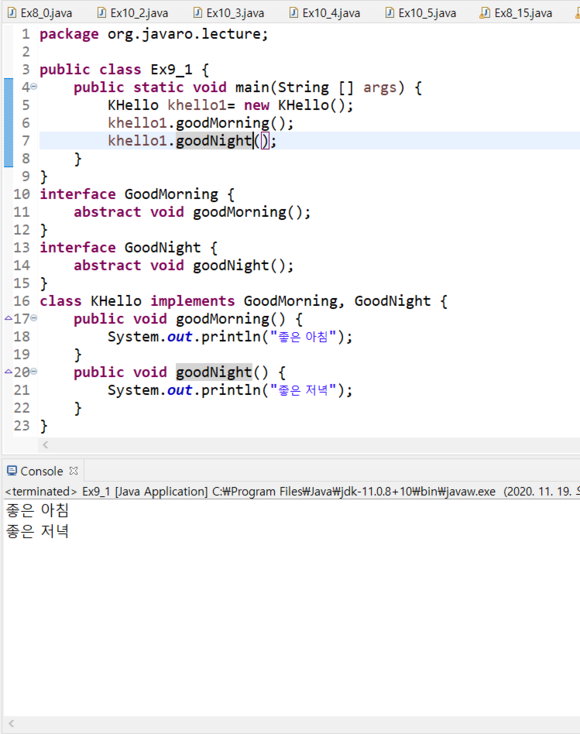 Ex8_0.java Ex10_2.java Ex10_3.java Ex10_4.java Ex10_5.java Ex8_15.java
1 package org.javaro.lecture;
2
3 public class Ex9_1 {
4 public static void main(String [] args) {
5 KHello khello1= new KHello();
6 khello1.goodMorning();
7 khello1.goodNight();
8 }
9 }
10 interface GoodMorning {
11 abstract void goodMorning();
12 }
13 interface GoodNight {
14 abstract void goodNight();
15 }
16 class KHello implements GoodMorning, GoodNight {
17 public void goodMorning() {
18 System.out.println("좋은 아침");
19 }
20 public void goodNight() {
21 System.out.println("좋은 저녁");
22 }
23 }
Console
<terminated> Ex9_1 [Java Application] C:₩Program Files₩Java₩jdk-11.0.8+10₩bin₩javaw.exe (2020. 11. 19.
좋은 아침
좋은 저녁